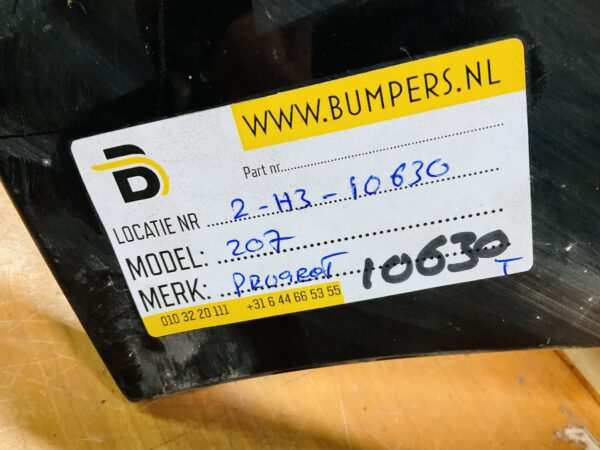 WWW.BUMPERS.NL
B
Part nr.
LOCATIE NR 2-H3-10630
MODEL: 207
MERK: PEUGEOT 10630 T
010 32 20 111 +31 6 44 66 53 55